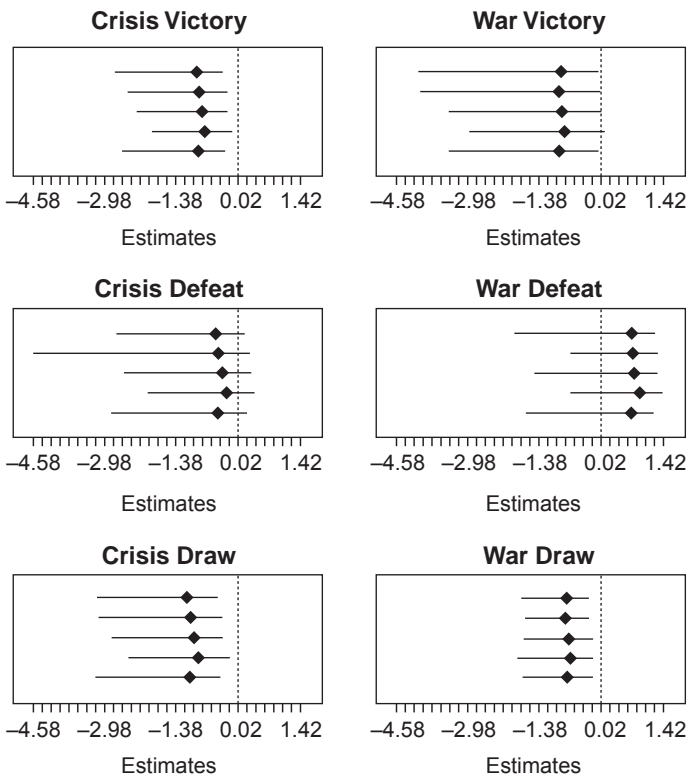 Crisis Victory War Victory
–4.58 –2.98 –1.38 0.02 1.42 –4.58 –2.98 –1.38 0.02 1.42
Estimates Estimates
Crisis Defeat War Defeat
–4.58 –2.98 –1.38 0.02 1.42 –4.58 –2.98 –1.38 0.02 1.42
Estimates Estimates
Crisis Draw War Draw
–4.58 –2.98 –1.38 0.02 1.42 –4.58 –2.98 –1.38 0.02 1.42
Estimates Estimates